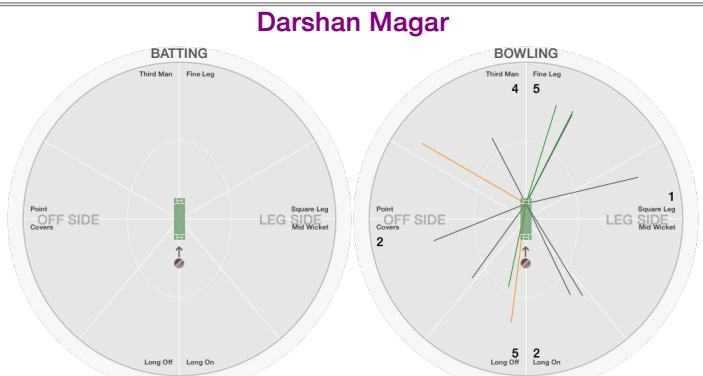 Darshan Magar
BATTING
Third Man Fine Leg
Point
OFF SIDE
Covers
Square Leg
LEG SIDE
Mid Wicket
Long Off Long On
BOWLING
Third Man Fine Leg
4 5
Point
OFF SIDE
Covers
2
1
Square Leg
LEG SIDE
Mid Wicket
5 2
Long Off Long On